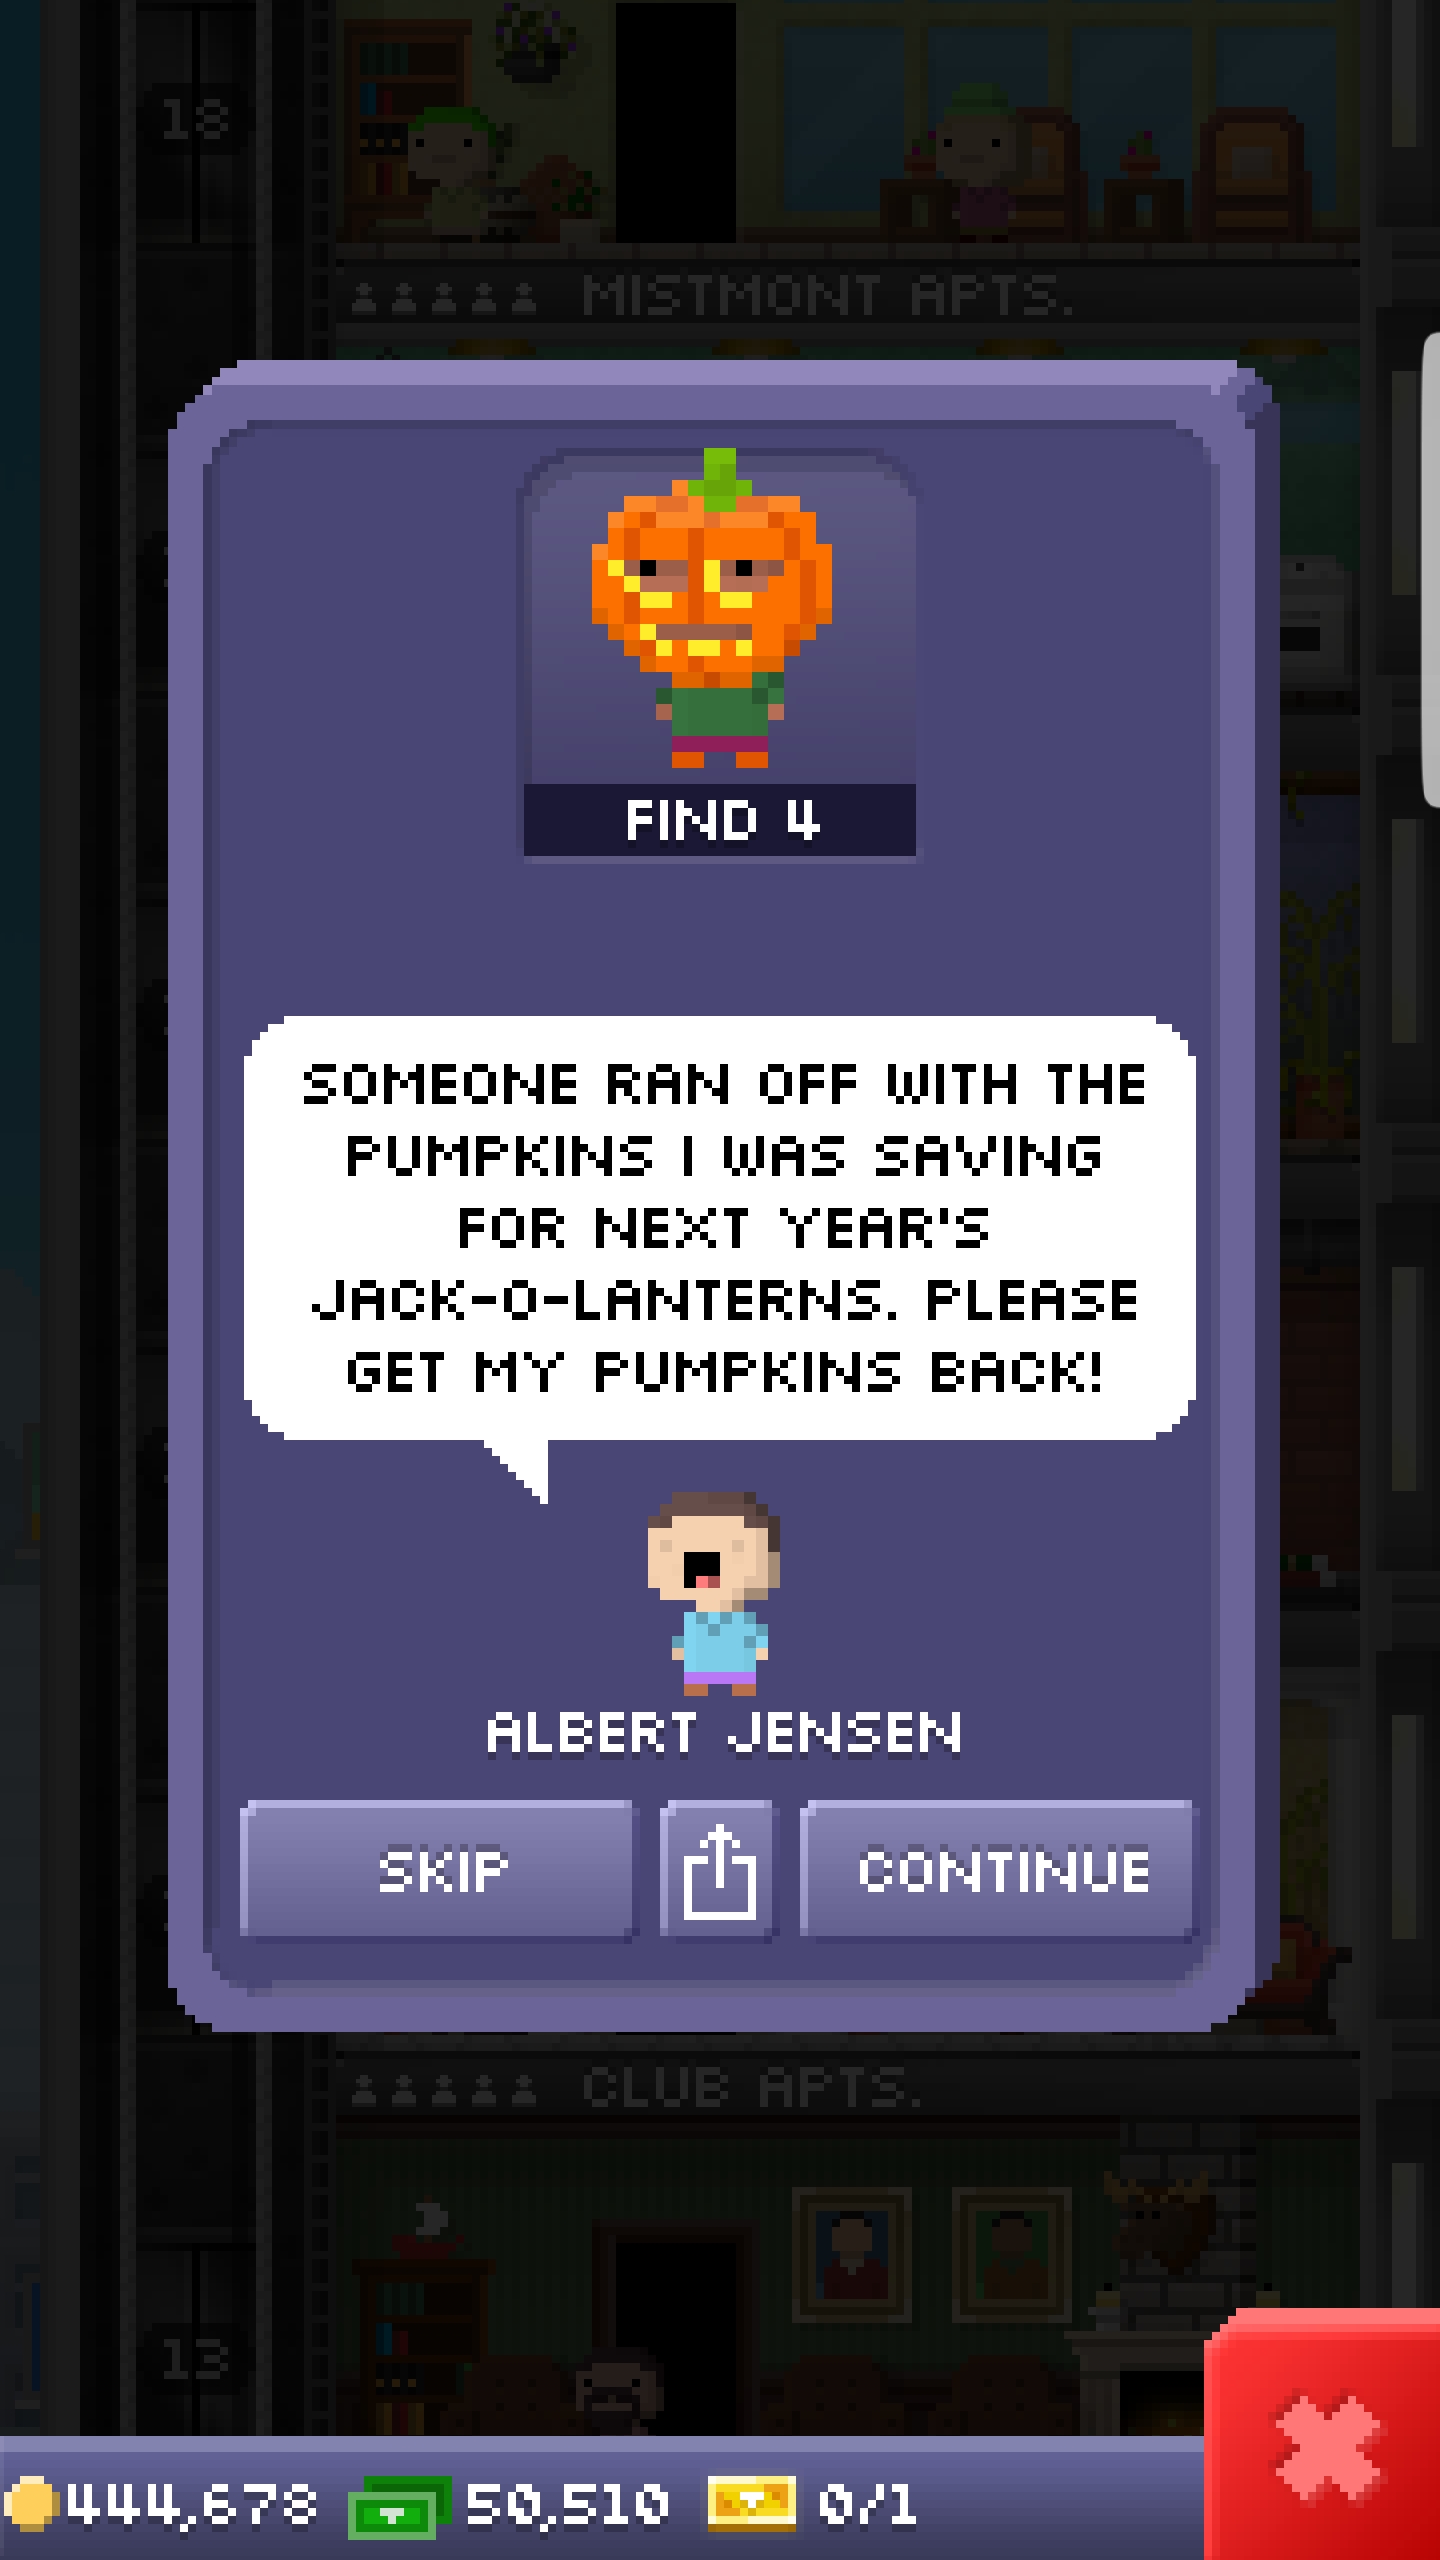 18
MISTMONT APTS.
FIND 4
SOMEONE RAN OFF WITH THE
PUMPKINS I WAS SAVING
FOR NEXT YEAR'S
JACK-O-LANTERNS. PLEASE
GET MY PUMPKINS BACK!
ALBERT JENSEN
SKIP
CONTINUE
CLUB APTS.
13
444,678
50,510
0/1